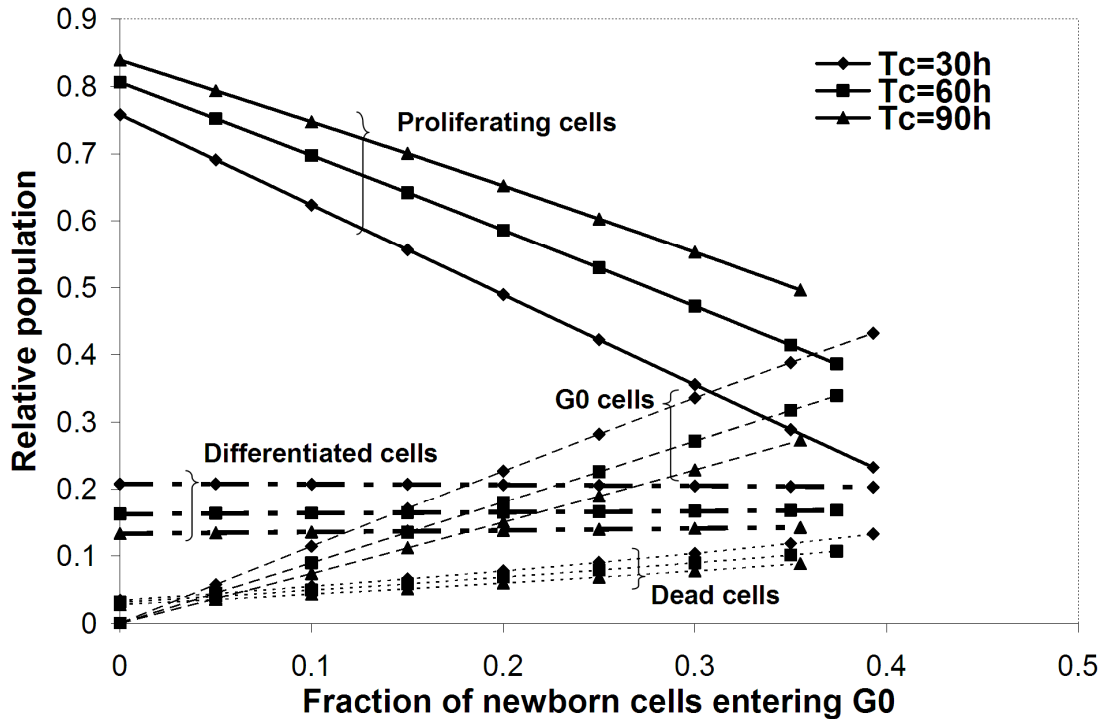 0.9
0.8
0.7
0.6
0.5
0.4
0.3
0.2
0.1
0
Relative population
Tc=30h
Tc=60h
Tc=90h
Proliferating cells
G0 cells
Differentiated cells
Dead cells
0
0.1
0.2
0.3
0.4
0.5
Fraction of newborn cells entering G0